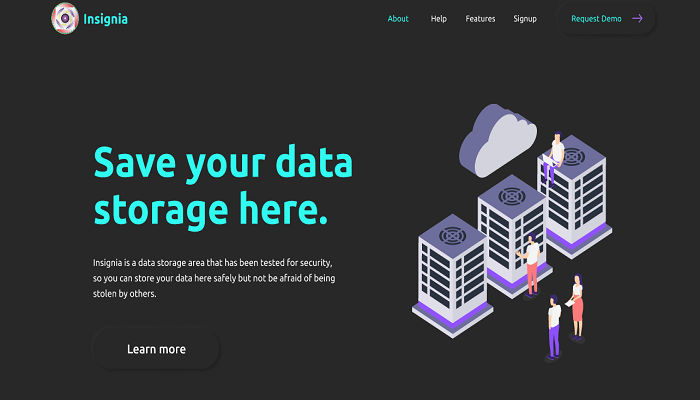 Insignia
About
Help
Features
Signup
Request Demo
Save your data
storage here.
Insignia is a data storage area that has been tested for security,
so you can store your data here safely but not be afraid of being
stolen by others.
Learn more